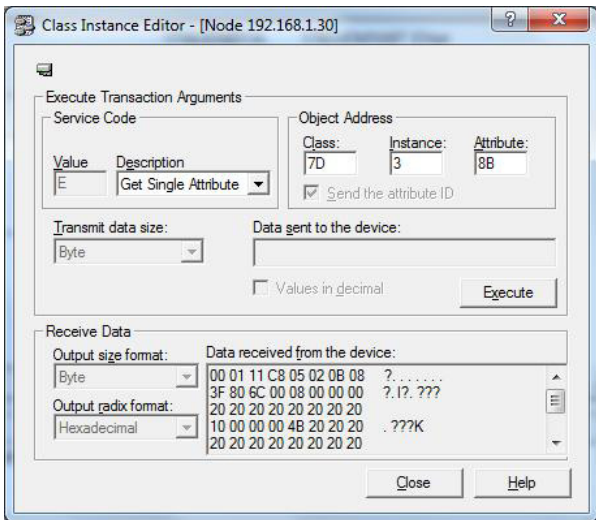 Class Instance Editor - [Node 192.168.1.30]
Execute Transaction Arguments
Service Code
Value Description
E Get Single Attribute
Object Address
Class: Instance: Attribute:
7D 3 8B
Send the attribute ID
Transmit data size:
Byte
Data sent to the device:
Values in decimal
Execute
Receive Data
Output size format:
Byte
Output radix format:
Hexadecimal
Data received from the device:
00 01 11 C8 05 02 0B 08 ?. . . . . . .
3F 80 6C 00 08 00 00 00 ?. l?. ???
20 20 20 20 20 20 20 20
10 00 00 00 4B 20 20 20 . ???K
20 20 20 20 20 20 20 20
Close Help